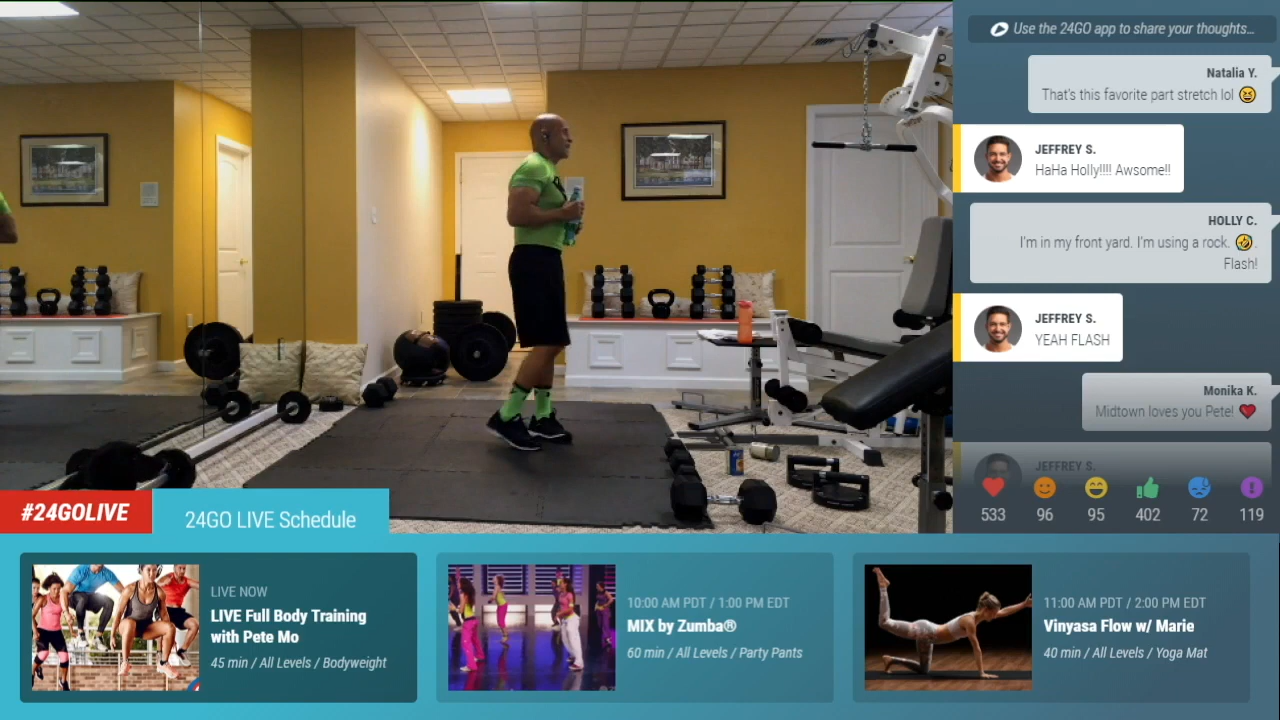 Use the 24GO app to share your thoughts...
Natalia Y.
That's this favorite part stretch lol 😆
JEFFREY S.
HaHa Holly!!!! Awsome!!
HOLLY C.
I'm in my front yard. I'm using a rock. 🤣.
Flash!
JEFFREY S.
YEAH FLASH
Monika K.
Midtown loves you Pete! ❤️
JEFFREY S.
533 96 95 402 72 119
#24GOLIVE
24GO LIVE Schedule
LIVE NOW
LIVE Full Body Training
with Pete Mo
45 min / All Levels / Bodyweight
10:00 AM PDT / 1:00 PM EDT
MIX by Zumba®
60 min / All Levels / Party Pants
11:00 AM PDT / 2:00 PM EDT
Vinyasa Flow w/ Marie
40 min / All Levels / Yoga Mat